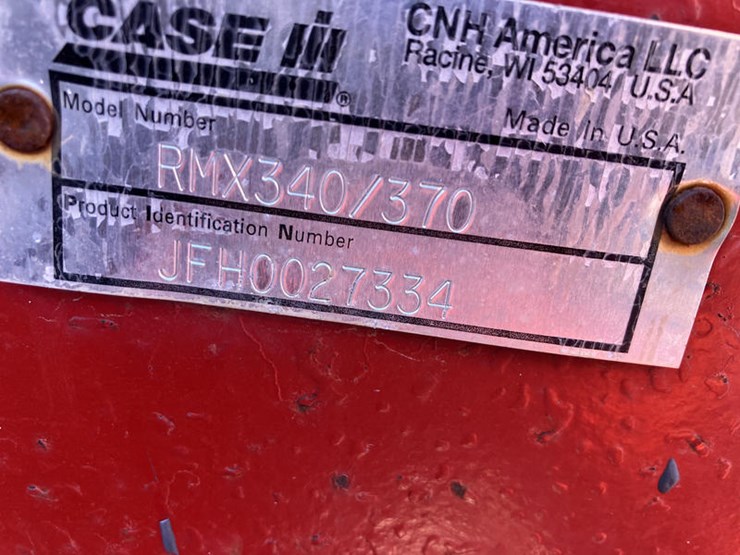 CASE IH®
CNH America LLC
Racine, WI 53404 U.S.A
Made In U.S.A.
Model Number
RMX340/370
Product Identification Number
JFH0027334